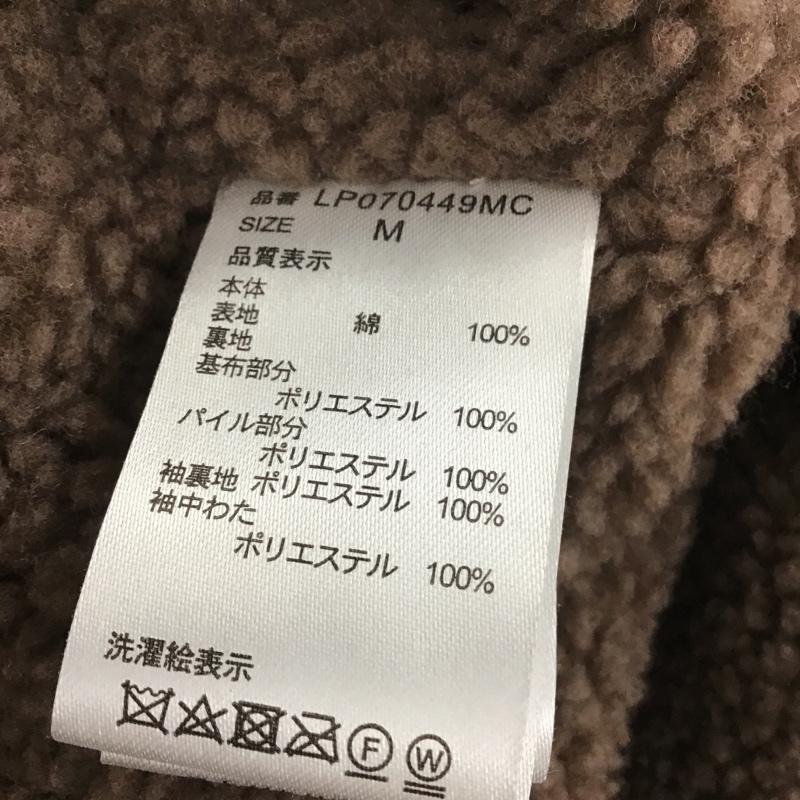 品番 LP070449MC
SIZE M
品質表示
本体
表地 綿 100%
裏地
基布部分
ポリエステル 100%
パイル部分
ポリエステル 100%
袖裏地 ポリエステル 100%
袖中わた
ポリエステル 100%
洗濯絵表示
F W